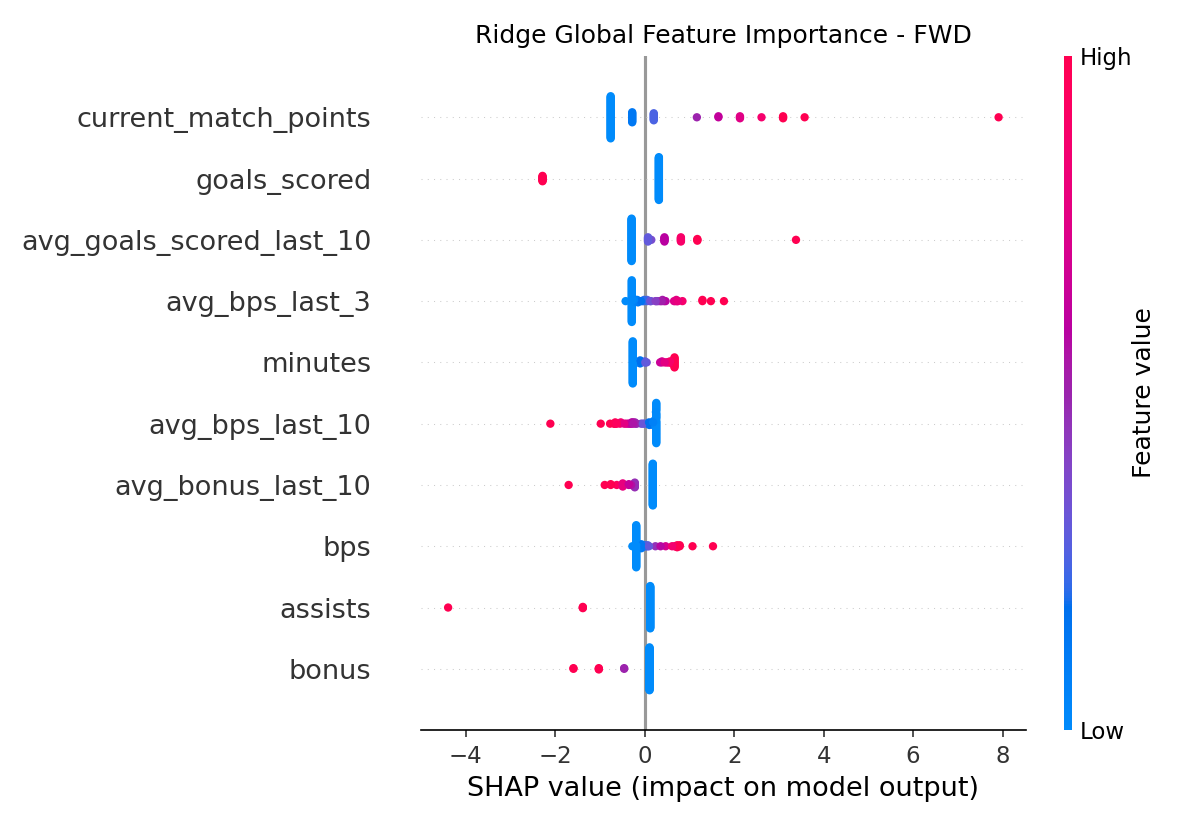 Ridge Global Feature Importance - FWD
High
current_match_points
goals_scored
avg_goals_scored_last_10
avg_bps_last_3
minutes
avg_bps_last_10
avg_bonus_last_10
bps
assists
bonus
Feature value
Low
−4 −2 0 2 4 6 8
SHAP value (impact on model output)